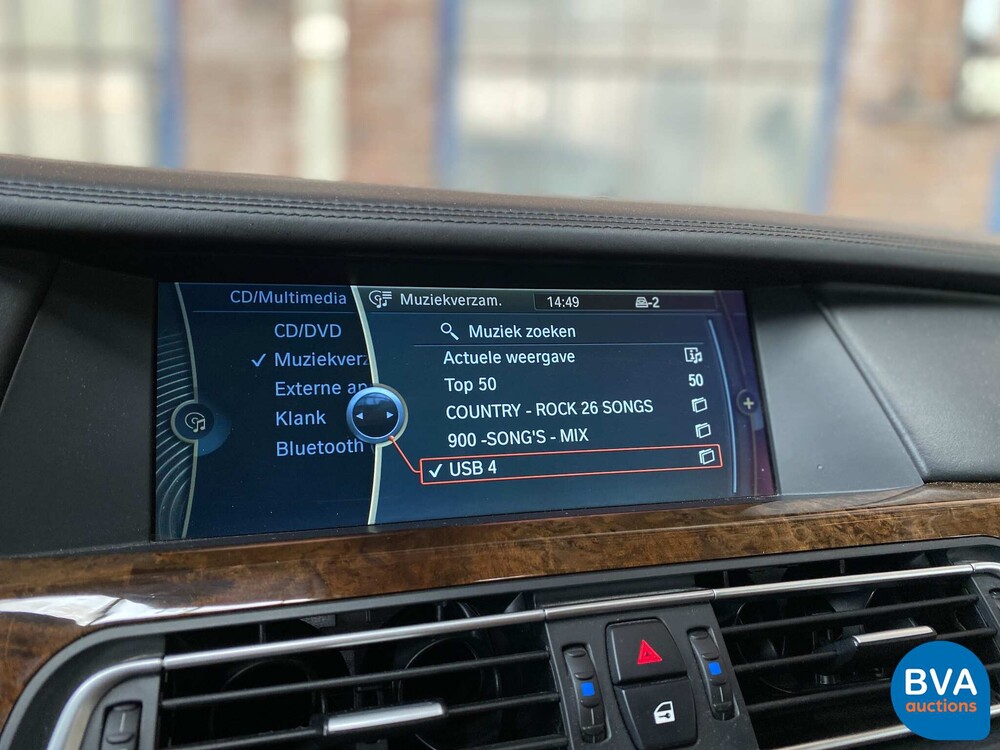 CD/Multimedia
CD/DVD
Muziekverz
Externe ap
Klank
Bluetooth
Muziekverzam.
14:49
-2
Muziek zoeken
Actuele weergave
Top 50
50
COUNTRY - ROCK 26 SONGS
900 -SONG'S - MIX
USB 4
BVA
auctions